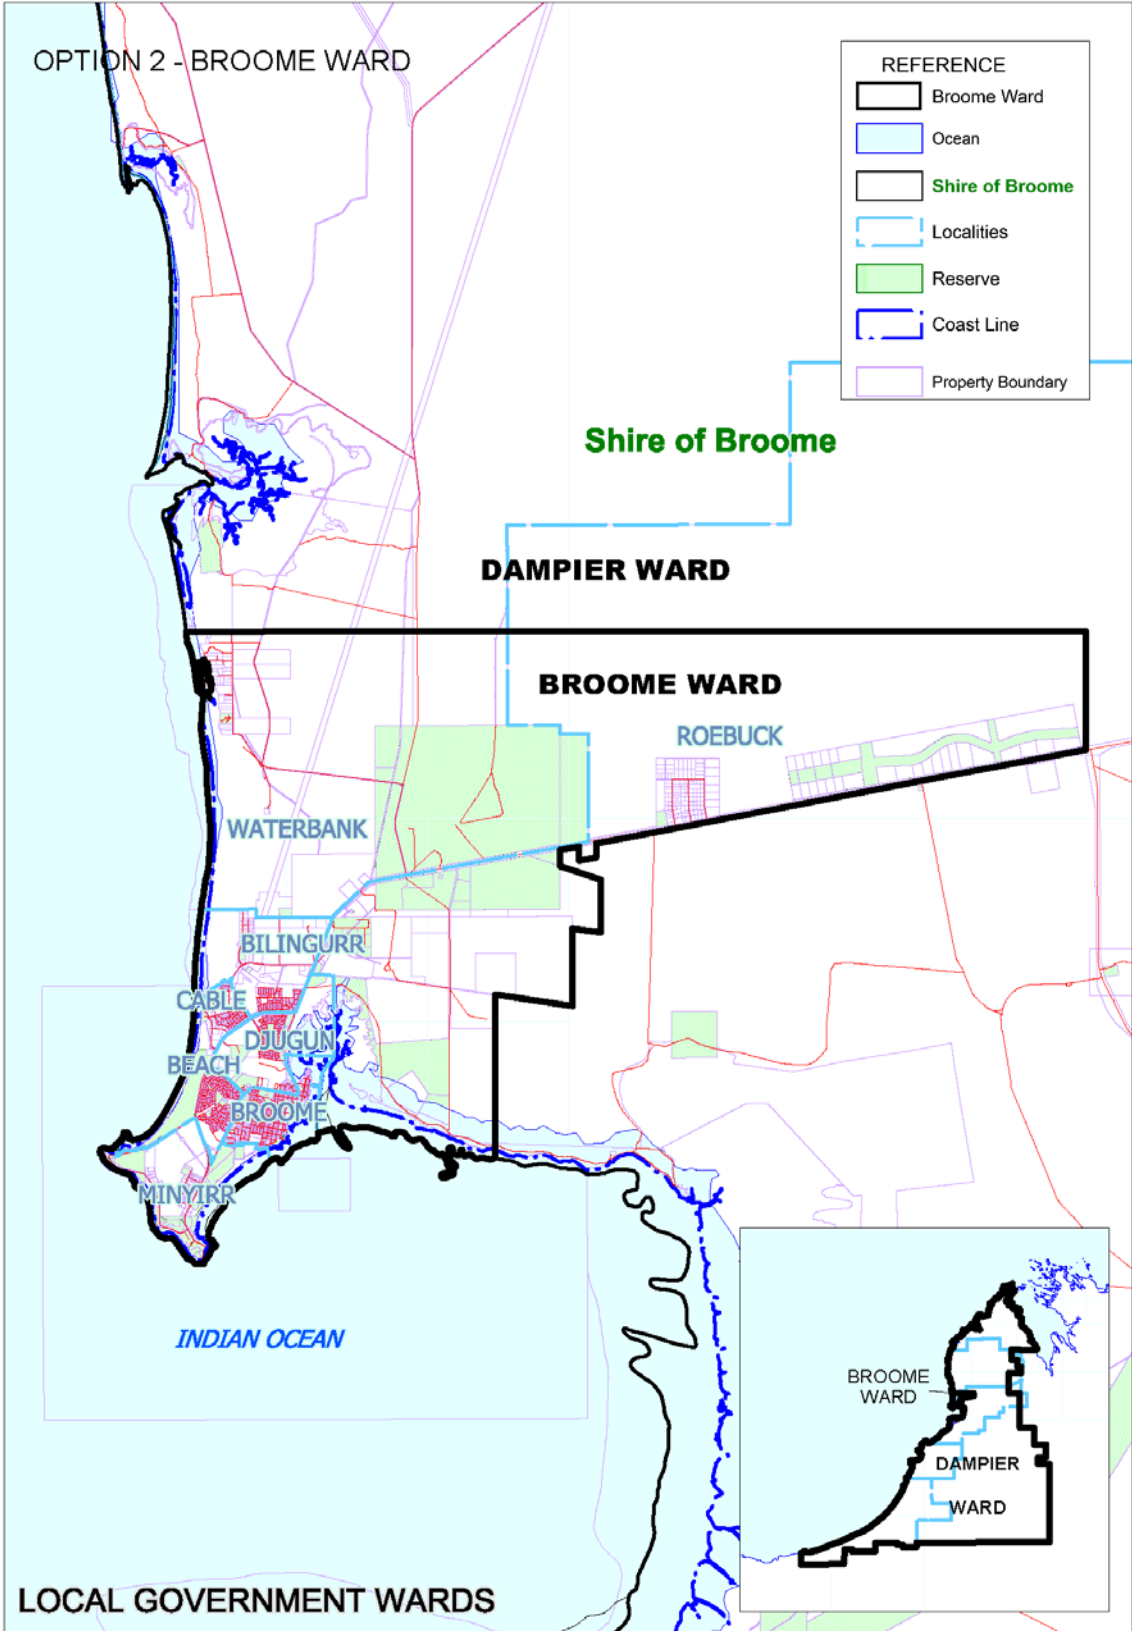 OPTION 2 - BROOME WARD
REFERENCE
Broome Ward
Ocean
Shire of Broome
Localities
Reserve
Coast Line
Property Boundary
Shire of Broome
DAMPIER WARD
BROOME WARD
ROEBUCK
WATERBANK
BILINGURR
CABLE
DJUGUN
BEACH
BROOME
MINYIRR
INDIAN OCEAN
BROOME
WARD
DAMPIER
WARD
LOCAL GOVERNMENT WARDS